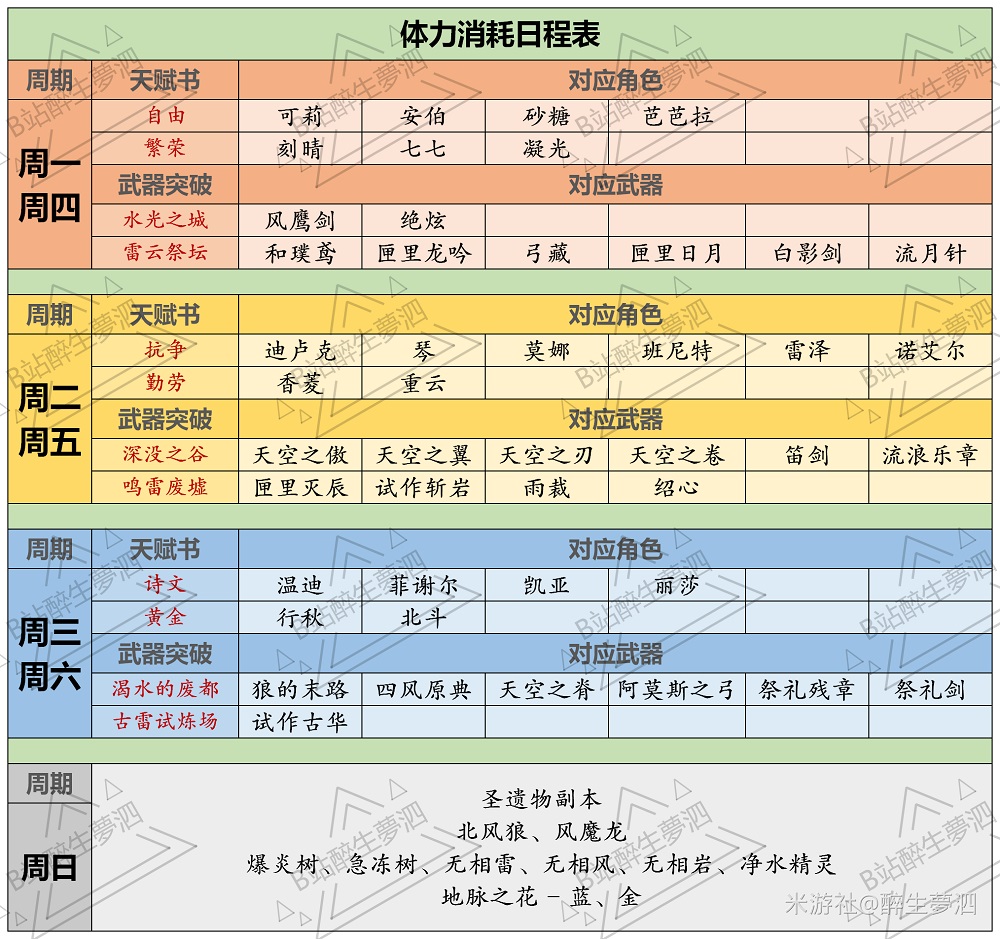 体力消耗日程表
周期 天赋书 对应角色
周一
周四
自由 可莉 安伯 砂糖 芭芭拉
繁荣 刻晴 七七 凝光
武器突破 对应武器
水光之城 风鹰剑 绝炫
雷云祭坛 和璞鸢 匣里龙吟 弓藏 匣里日月 白影剑 流月针
周期 天赋书 对应角色
周二
周五
抗争 迪卢克 琴 莫娜 班尼特 雷泽 诺艾尔
勤劳 香菱 重云
武器突破 对应武器
深没之谷 天空之傲 天空之翼 天空之刃 天空之卷 笛剑 流浪乐章
鸣雷废墟 匣里灭辰 试作斩岩 雨裁 绍心
周期 天赋书 对应角色
周三
周六
诗文 温迪 菲谢尔 凯亚 丽莎
黄金 行秋 北斗
武器突破 对应武器
渴水的废都 狼的末路 四风原典 天空之脊 阿莫斯之弓 祭礼残章 祭礼剑
古雷试炼场 试作古华
周期
周日
圣遗物副本
北风狼、风魔龙
爆炎树、急冻树、无相雷、无相风、无相岩、净水精灵
地脉之花 - 蓝、金
B站醉生夢泗
米游社@醉生夢泗